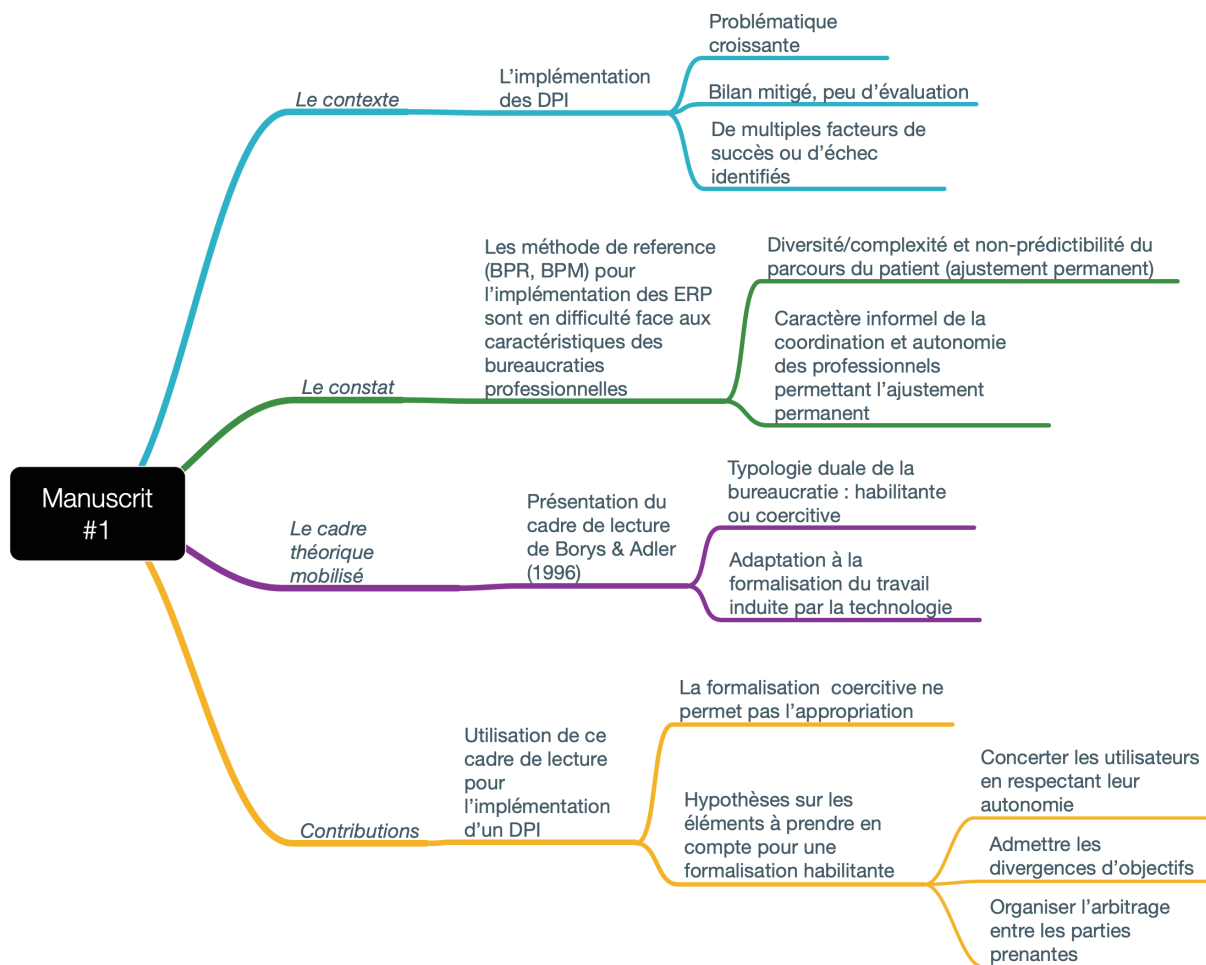 Manuscrit
#1
Le contexte
L'implémentation
des DPI
Problématique
croissante
Bilan mitigé, peu d'évaluation
De multiples facteurs de
succès ou d'échec
identifiés
Le constat
Les méthode de reference
(BPR, BPM) pour
l'implémentation des ERP
sont en difficulté face aux
caractéristiques des
bureaucraties
professionnelles
Diversité/complexité et non-prédictibilité du
parcours du patient (ajustement permanent)
Caractère informel de la
coordination et autonomie
des professionnels
permettant l'ajustement
permanent
Le cadre
théorique
mobilisé
Présentation du
cadre de lecture
de Borys & Adler
(1996)
Typologie duale de la
bureaucratie : habilitante
ou coercitive
Adaptation à la
formalisation du travail
induite par la technologie
Contributions
Utilisation de ce
cadre de lecture
pour
l'implémentation
d'un DPI
La formalisation  coercitive ne
permet pas l'appropriation
Hypothèses sur les
éléments à prendre en
compte pour une
formalisation habilitante
Concerter les utilisateurs
en respectant leur
autonomie
Admettre les
divergences d'objectifs
Organiser l'arbitrage
entre les parties
prenantes